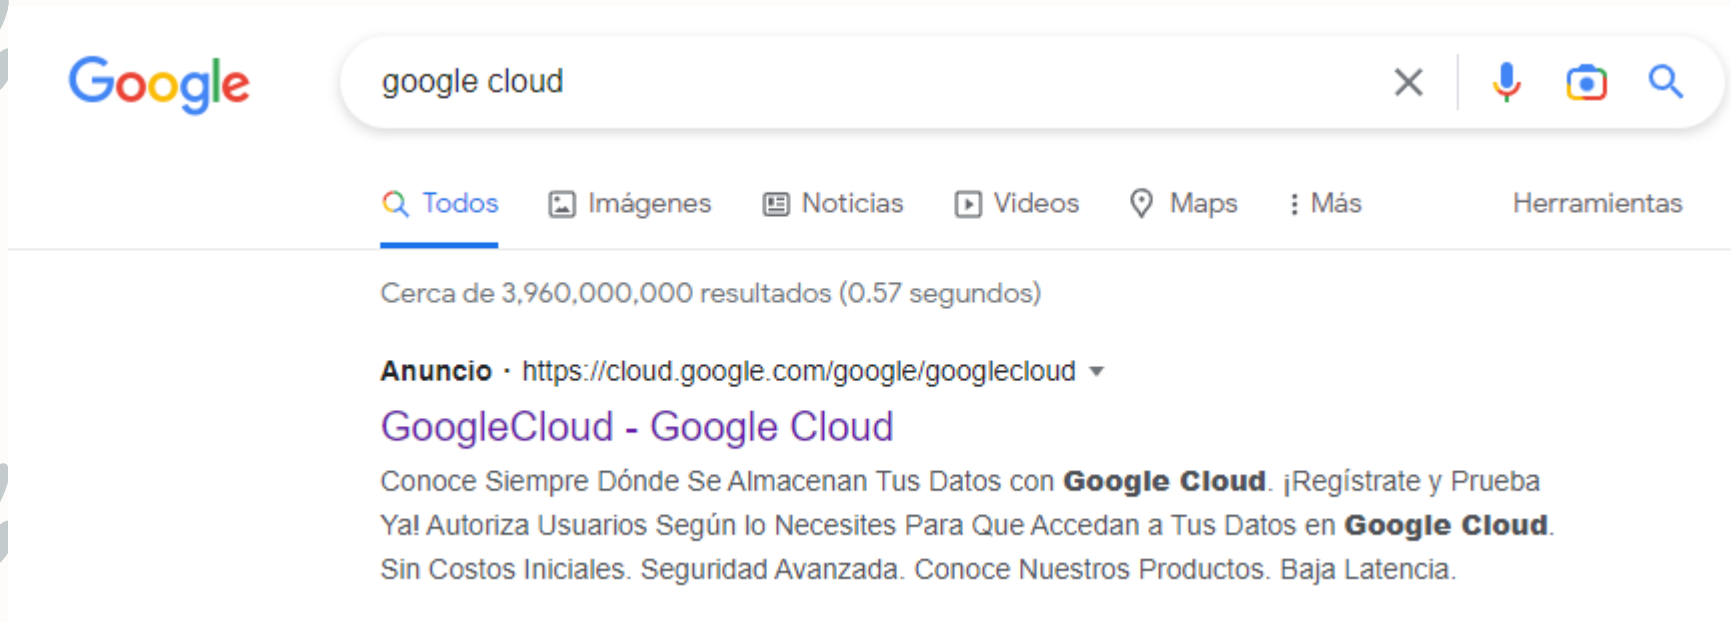 Google
google cloud
Todos Imágenes Noticias Videos Maps Más Herramientas
Cerca de 3,960,000,000 resultados (0.57 segundos)
Anuncio · https://cloud.google.com/google/googlecloud
GoogleCloud - Google Cloud
Conoce Siempre Dónde Se Almacenan Tus Datos con Google Cloud. ¡Regístrate y Prueba
Ya! Autoriza Usuarios Según lo Necesites Para Que Accedan a Tus Datos en Google Cloud.
Sin Costos Iniciales. Seguridad Avanzada. Conoce Nuestros Productos. Baja Latencia.